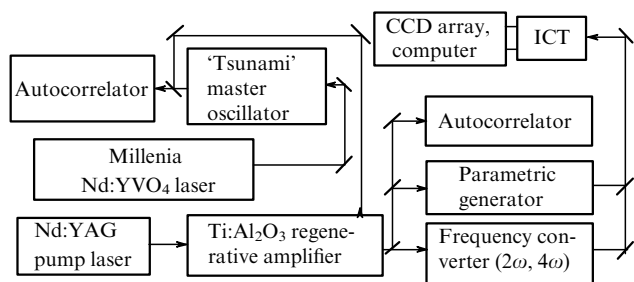 CCD array,
computer
ICT
Autocorrelator
‘Tsunami’
master
oscillator
Autocorrelator
Millenia
Nd:YVO₄ laser
Parametric
generator
Nd:YAG
pump laser
Ti:Al₂O₃ regene-
rative amplifier
Frequency con-
verter (2ω, 4ω)